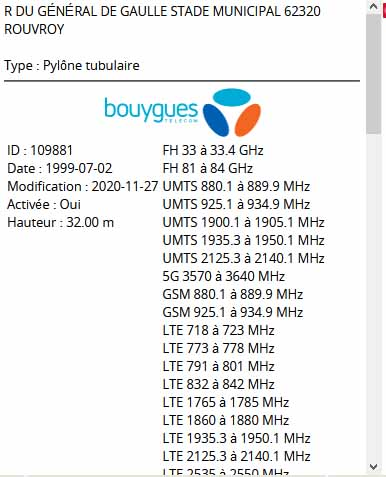 R DU GÉNÉRAL DE GAULLE STADE MUNICIPAL 62320
ROUVROY
Type : Pylône tubulaire
bouygues
TELECOM
ID : 109881
Date : 1999-07-02
Modification : 2020-11-27
Activée : Oui
Hauteur : 32.00 m
FH 33 à 33.4 GHz
FH 81 à 84 GHz
UMTS 880.1 à 889.9 MHz
UMTS 925.1 à 934.9 MHz
UMTS 1900.1 à 1905.1 MHz
UMTS 1935.3 à 1950.1 MHz
UMTS 2125.3 à 2140.1 MHz
5G 3570 à 3640 MHz
GSM 880.1 à 889.9 MHz
GSM 925.1 à 934.9 MHz
LTE 718 à 723 MHz
LTE 773 à 778 MHz
LTE 791 à 801 MHz
LTE 832 à 842 MHz
LTE 1765 à 1785 MHz
LTE 1860 à 1880 MHz
LTE 1935.3 à 1950.1 MHz
LTE 2125.3 à 2140.1 MHz
LTE 2535 à 2550 MHz